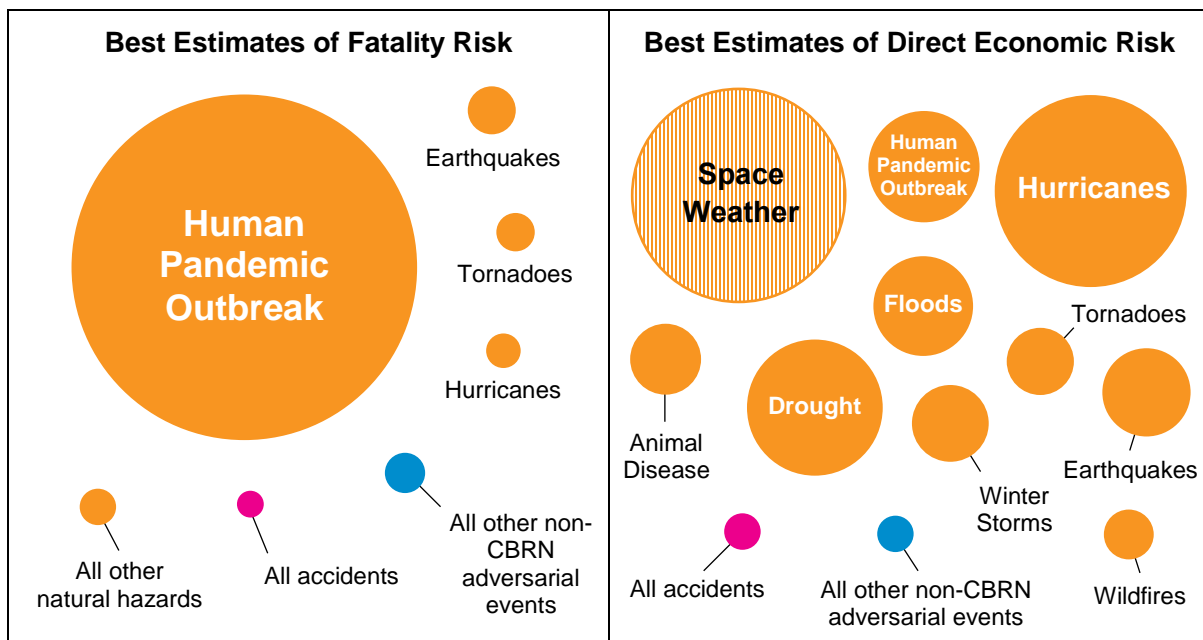 Best Estimates of Fatality Risk
Human
Pandemic
Outbreak
Earthquakes
Tornadoes
Hurricanes
All other
natural hazards
All accidents
All other non-
CBRN
adversarial
events
Best Estimates of Direct Economic Risk
Space
Weather
Human
Pandemic
Outbreak
Hurricanes
Floods
Tornadoes
Animal
Disease
Drought
Winter
Storms
Earthquakes
All accidents
All other non-CBRN
adversarial events
Wildfires